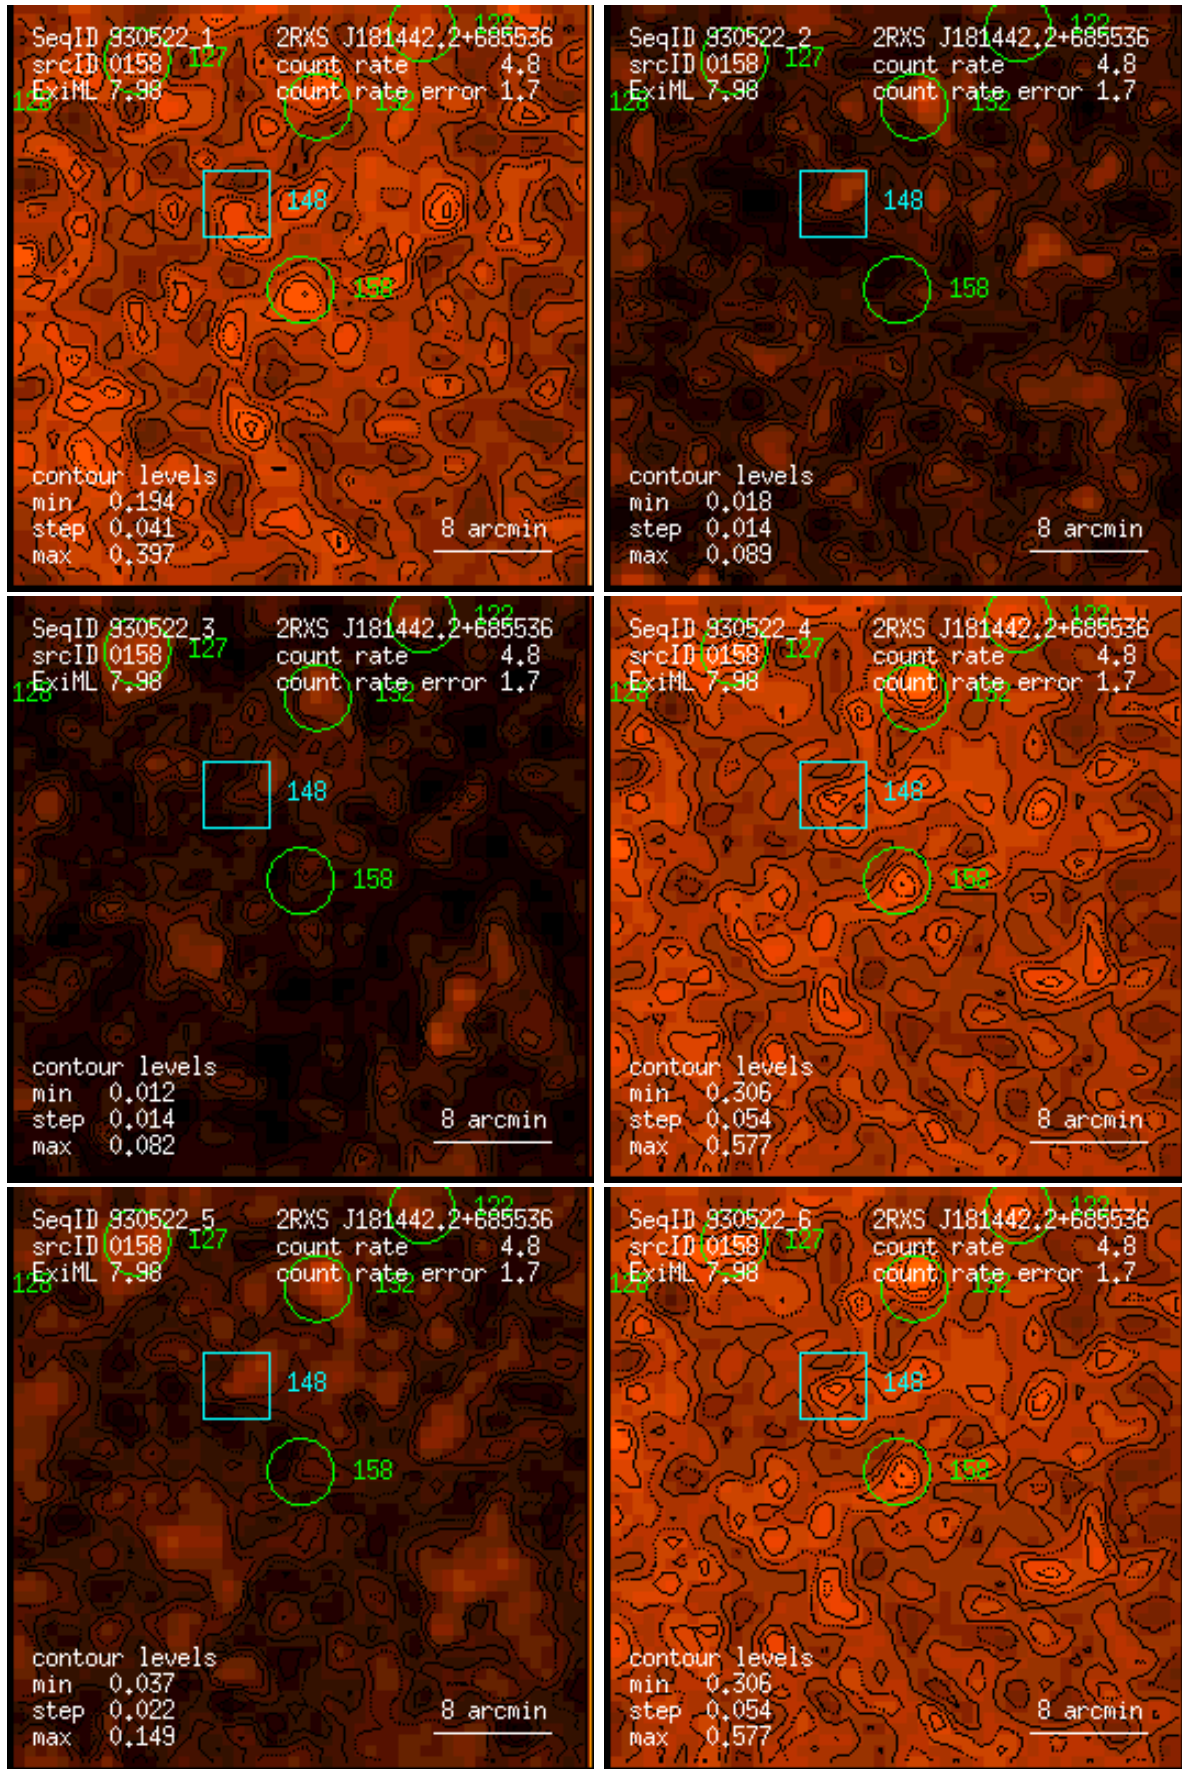 SeqID 930522_1 2RXS J181442.2+685536 122
srcID 0158 127 count rate 4.8
ExiML 7.98 count rate error 1.7
128 132
148
158
contour levels
min 0.194
step 0.041 8 arcmin
max 0.397
SeqID 930522_2 2RXS J181442.2+685536 122
srcID 0158 127 count rate 4.8
ExiML 7.98 count rate error 1.7
128 132
148
158
contour levels
min 0.018
step 0.014 8 arcmin
max 0.089
SeqID 930522_3 2RXS J181442.2+685536 122
srcID 0158 127 count rate 4.8
ExiML 7.98 count rate error 1.7
128 132
148
158
contour levels
min 0.012
step 0.014 8 arcmin
max 0.082
SeqID 930522_4 2RXS J181442.2+685536 122
srcID 0158 127 count rate 4.8
ExiML 7.98 count rate error 1.7
128 132
148
158
contour levels
min 0.306
step 0.054 8 arcmin
max 0.577
SeqID 930522_5 2RXS J181442.2+685536 122
srcID 0158 127 count rate 4.8
ExiML 7.98 count rate error 1.7
128 132
148
158
contour levels
min 0.037
step 0.022 8 arcmin
max 0.149
SeqID 930522_6 2RXS J181442.2+685536 122
srcID 0158 127 count rate 4.8
ExiML 7.98 count rate error 1.7
128 132
148
158
contour levels
min 0.306
step 0.054 8 arcmin
max 0.577